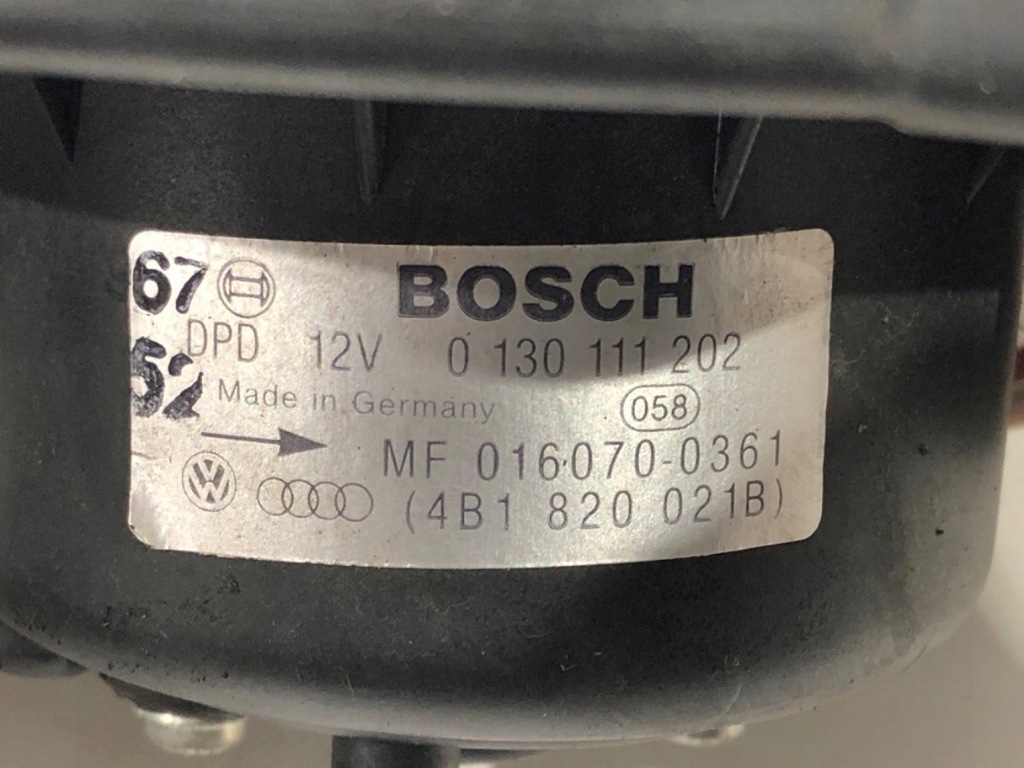 67 BOSCH
DPD 12V 0 130 111 202
52 Made in Germany 058
MF 016070-0361
(4B1 820 021B)